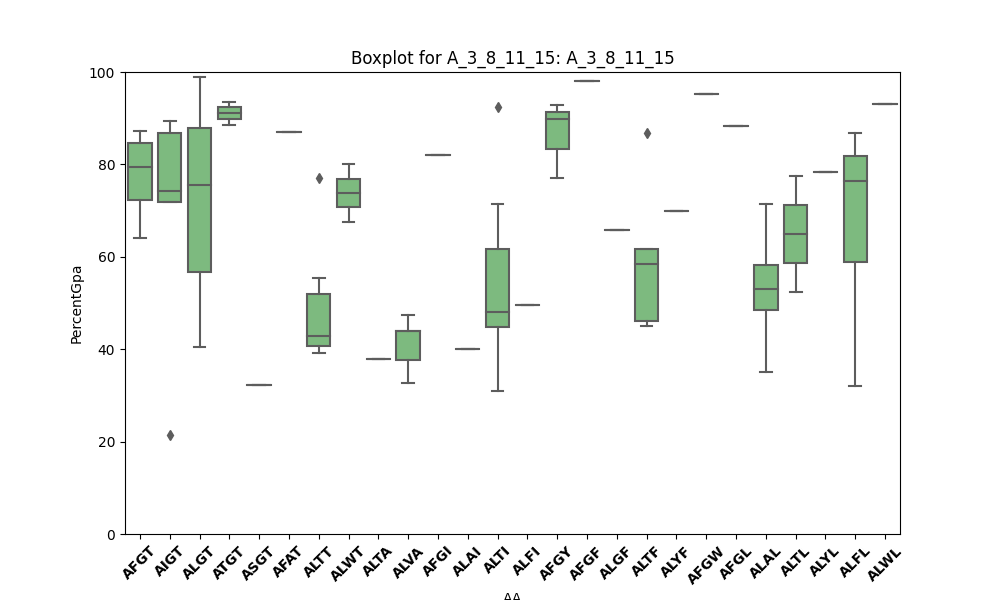 Boxplot for A_3_8_11_15: A_3_8_11_15
100
80
60
40
20
0
PercentGpa
AFGT
AIGT
ALGT
ATGT
ASGT
AFAT
ALTT
ALWT
ALTA
ALVA
AFGI
ALAI
ALTI
ALFI
AFGY
AFGF
ALGF
ALTF
ALYF
AFGW
AFGL
ALAL
ALTL
ALYL
ALFL
ALWL
AA